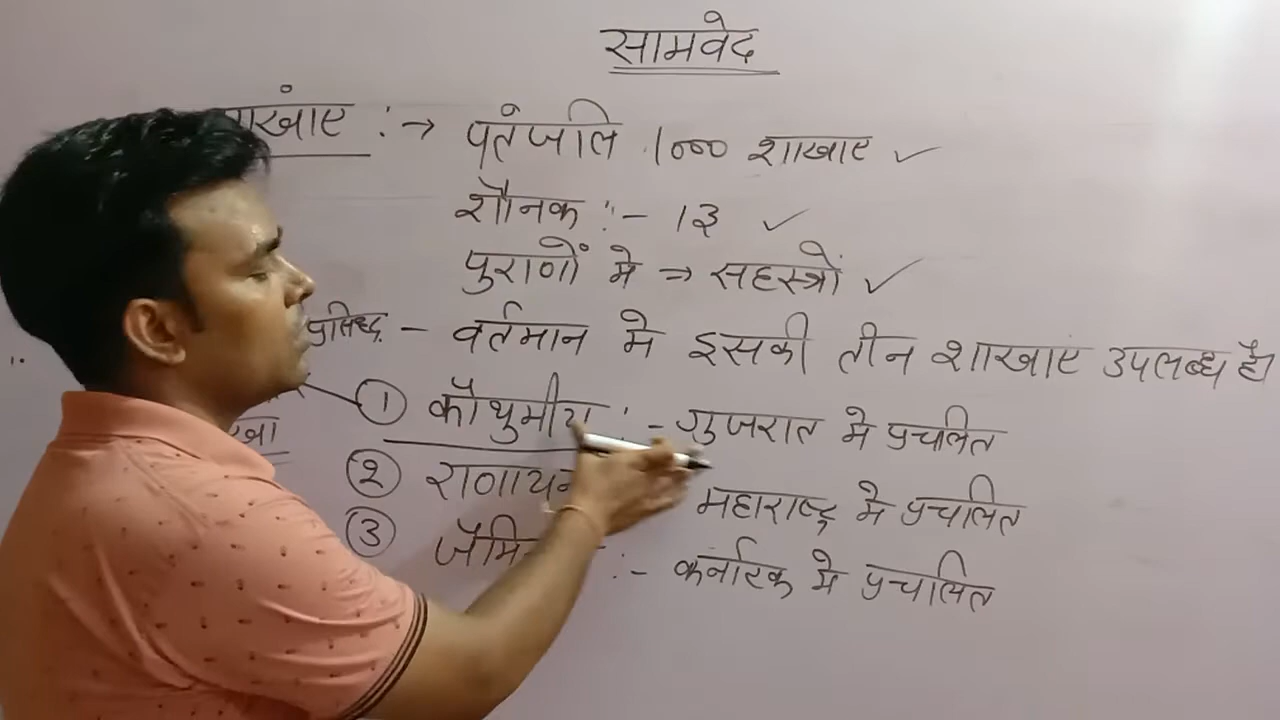 सामवेद
:→ पतंजलि 1000 शाखाए ✓
शौनक :- 13 ✓
पुराणों मे → सहस्त्रों ✓
प्रसिध्द - वर्तमान मे इसकी तीन शाखाए उपलब्ध है।
① कौथुमीय :- गुजरात मे प्रचलित
② महाराष्ट्र मे प्रचलित
③ :- कर्नाटक मे प्रचलित